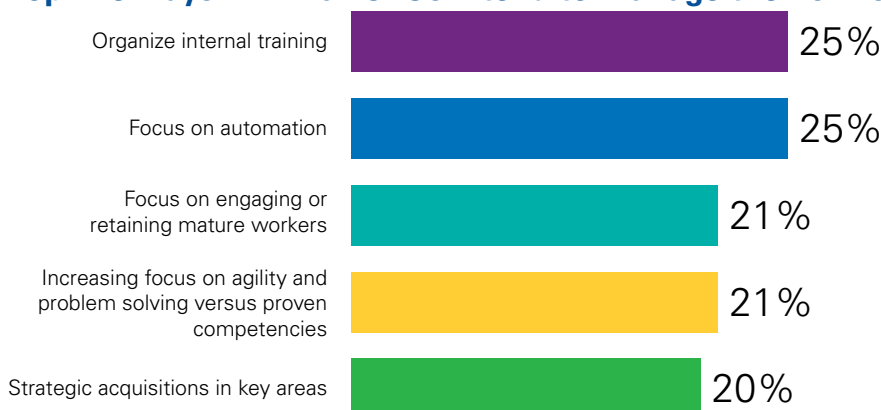 Organize internal training
25%
Focus on automation
25%
Focus on engaging or
retaining mature workers
21%
Increasing focus on agility and
problem solving versus proven
competencies
21%
Strategic acquisitions in key areas
20%